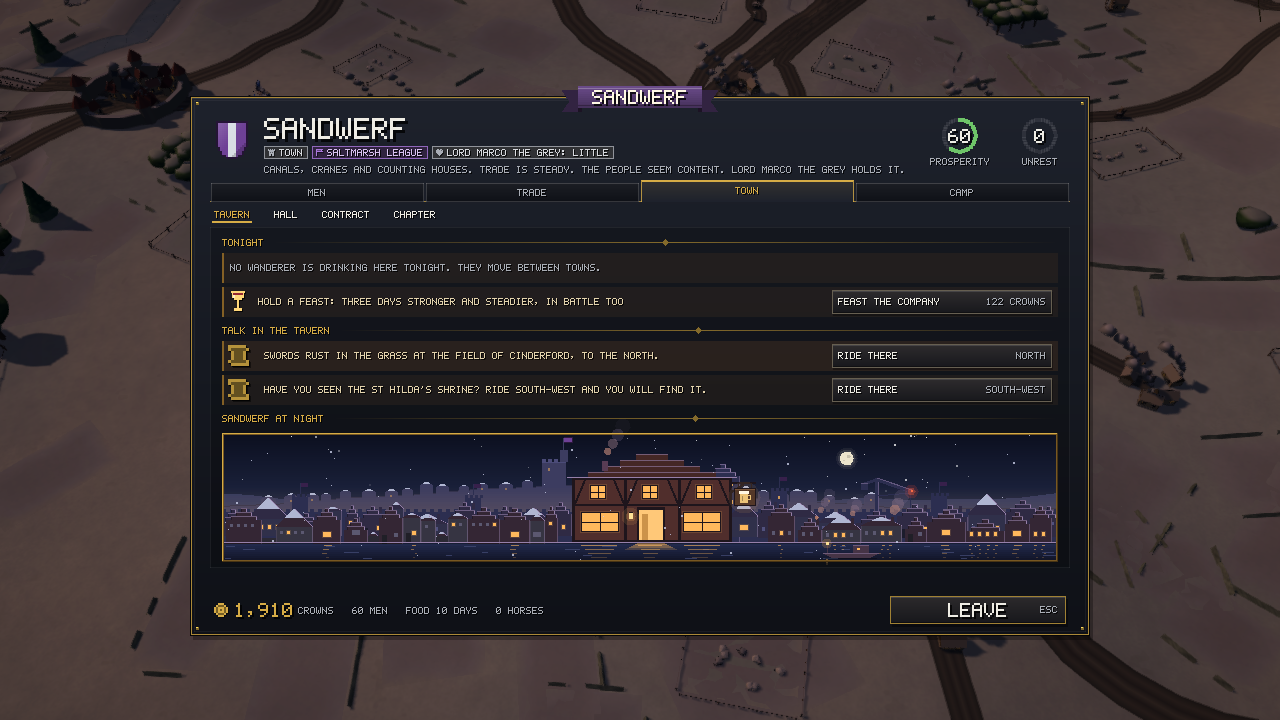 SANDWERF
SANDWERF
TOWN SALTMARSH LEAGUE LORD MARCO THE GREY: LITTLE
CANALS, CRANES AND COUNTING HOUSES. TRADE IS STEADY. THE PEOPLE SEEM CONTENT. LORD MARCO THE GREY HOLDS IT.
60 0
PROSPERITY UNREST
MEN TRADE TOWN CAMP
TAVERN HALL CONTRACT CHAPTER
TONIGHT
NO WANDERER IS DRINKING HERE TONIGHT. THEY MOVE BETWEEN TOWNS.
HOLD A FEAST: THREE DAYS STRONGER AND STEADIER, IN BATTLE TOO FEAST THE COMPANY 122 CROWNS
TALK IN THE TAVERN
SWORDS RUST IN THE GRASS AT THE FIELD OF CINDERFORD, TO THE NORTH. RIDE THERE NORTH
HAVE YOU SEEN THE ST HILDA'S SHRINE? RIDE SOUTH-WEST AND YOU WILL FIND IT. RIDE THERE SOUTH-WEST
SANDWERF AT NIGHT
1,910 CROWNS 60 MEN FOOD 10 DAYS 0 HORSES LEAVE ESC